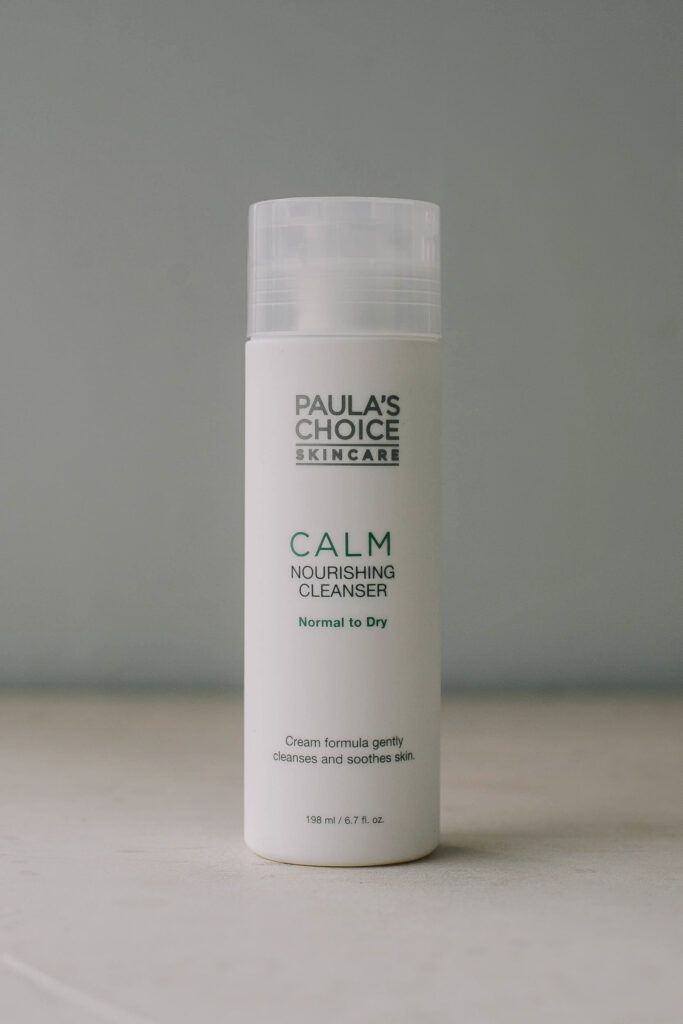 PAULA'S
CHOICE
SKINCARE
CALM
NOURISHING
CLEANSER
Normal to Dry
Cream formula gently
cleanses and soothes skin.
198 ml / 6.7 fl. oz.